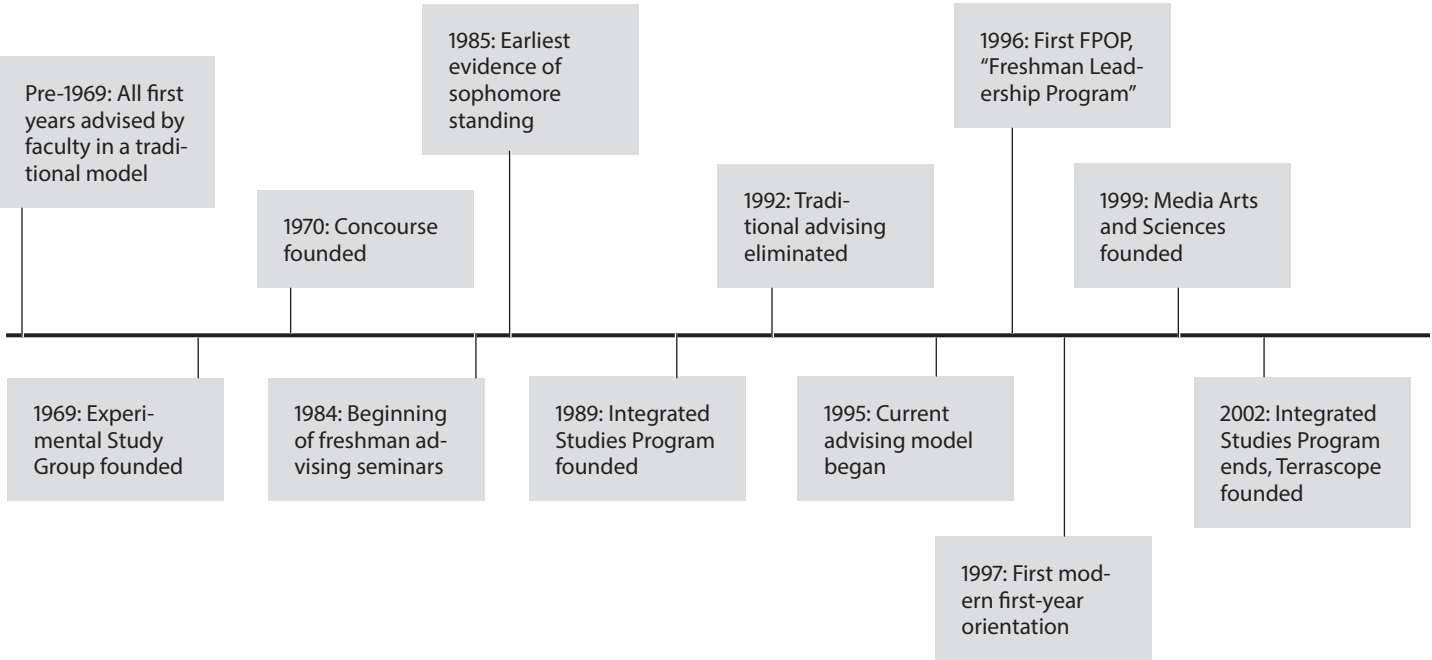 Pre-1969: All first
years advised by
faculty in a tradi-
tional model
1969: Experi-
mental Study
Group founded
1970: Concourse
founded
1984: Beginning
of freshman ad-
vising seminars
1985: Earliest
evidence of
sophomore
standing
1989: Integrated
Studies Program
founded
1992: Tradi-
tional advising
eliminated
1995: Current
advising model
began
1996: First FPOP,
“Freshman Lead-
ership Program”
1997: First mod-
ern first-year
orientation
1999: Media Arts
and Sciences
founded
2002: Integrated
Studies Program
ends, Terrascope
founded